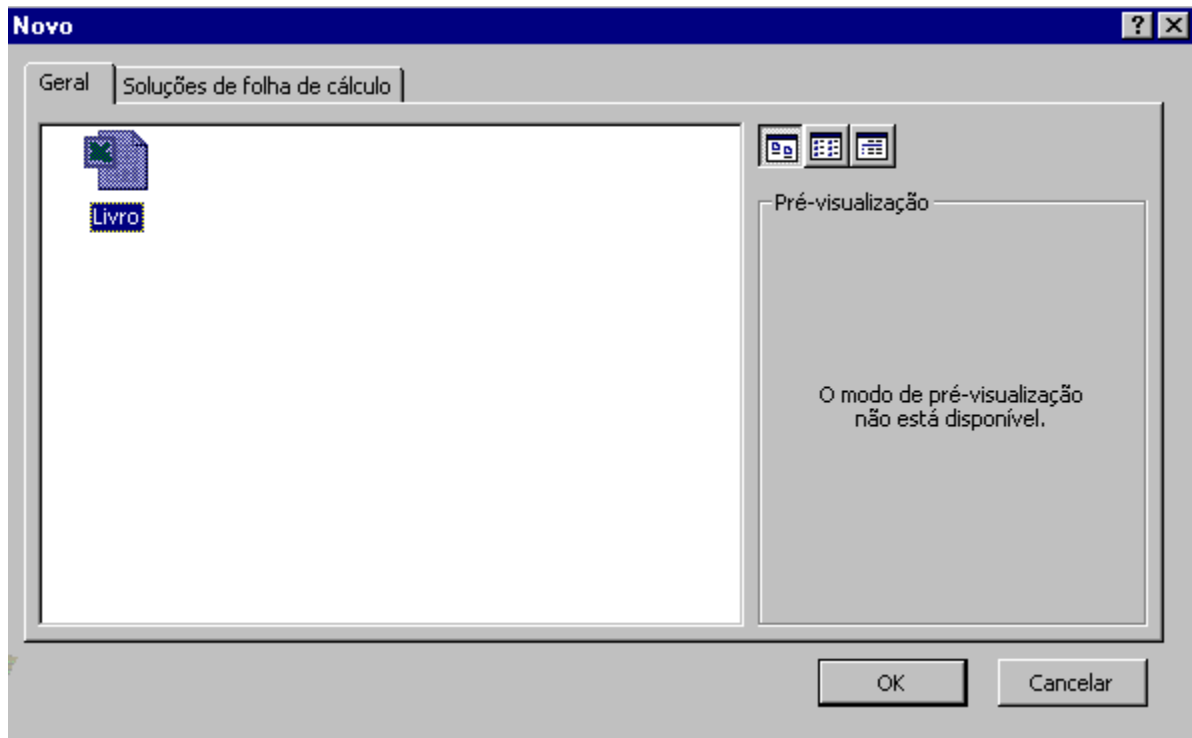 Novo
Geral
Soluções de folha de cálculo
Livro
Pré-visualização
O modo de pré-visualização
não está disponível.
OK
Cancelar